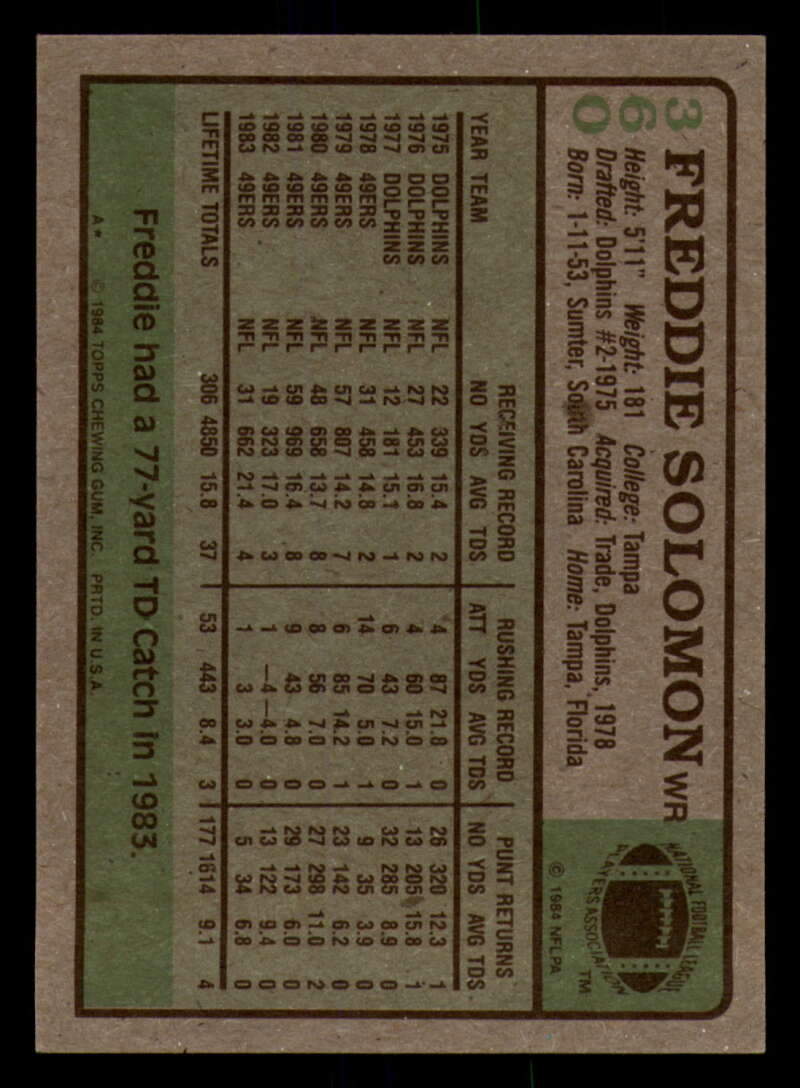 360
FREDDIE SOLOMON WR
Height: 5'11" Weight: 181 College: Tampa
Drafted: Dolphins #2-1975 Acquired: Trade, Dolphins, 1978
Born: 1-11-53, Sumter, South Carolina Home: Tampa, Florida
NATIONAL FOOTBALL LEAGUE
PLAYERS ASSOCIATION
TM
© 1984 NFLPA
RECEIVING RECORD RUSHING RECORD PUNT RETURNS
YEAR TEAM NO YDS AVG TDS ATT YDS AVG TDS NO YDS AVG TDS
1975 DOLPHINS NFL 22 339 15.4 2 4 87 21.8 0 26 320 12.3 1
1976 DOLPHINS NFL 27 453 16.8 2 4 60 15.0 1 13 205 15.8 1
1977 DOLPHINS NFL 12 181 15.1 1 6 43 7.2 0 32 285 8.9 0
1978 49ERS NFL 31 458 14.8 2 14 70 5.0 1 9 35 3.9 0
1979 49ERS NFL 57 807 14.2 7 6 85 14.2 1 23 142 6.2 0
1980 49ERS NFL 48 658 13.7 8 8 56 7.0 0 27 298 11.0 2
1981 49ERS NFL 59 969 16.4 8 9 43 4.8 0 29 173 6.0 0
1982 49ERS NFL 19 323 17.0 3 1 —4 —4.0 0 13 122 9.4 0
1983 49ERS NFL 31 662 21.4 4 1 3 3.0 0 5 34 6.8 0
LIFETIME TOTALS 306 4850 15.8 37 53 443 8.4 3 177 1614 9.1 4
Freddie had a 77-yard TD Catch in 1983.
A* © 1984 TOPPS CHEWING GUM, INC. PRTD. IN U.S.A.